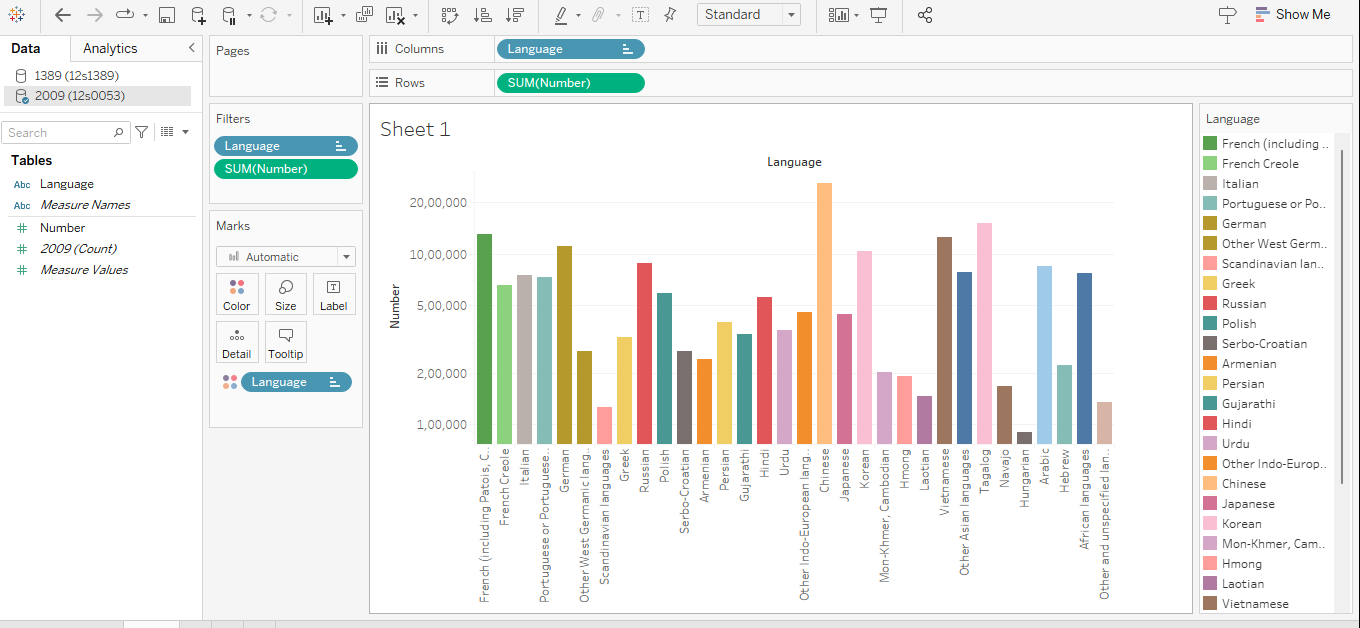 Standard
Show Me
Data
Analytics
1389 (12s1389)
2009 (12s0053)
Search
Tables
Abc Language
Abc Measure Names
# Number
# 2009 (Count)
# Measure Values
Pages
Filters
Language
SUM(Number)
Marks
Automatic
Color
Size
T
Label
Detail
Tooltip
Language
Columns
Language
Rows
SUM(Number)
Sheet 1
Language
Number
20,00,000
10,00,000
5,00,000
2,00,000
1,00,000
French (including Patois, C..
French Creole
Italian
Portuguese or Portuguese..
German
Other West Germanic lang..
Scandinavian languages
Greek
Russian
Polish
Serbo-Croatian
Armenian
Persian
Gujarathi
Hindi
Urdu
Other Indo-European lang..
Chinese
Japanese
Korean
Mon-Khmer, Cambodian
Hmong
Laotian
Vietnamese
Other Asian languages
Tagalog
Navajo
Hungarian
Arabic
Hebrew
African languages
Other and unspecified lan..
Language
French (including ..
French Creole
Italian
Portuguese or Po..
German
Other West Germ..
Scandinavian lan..
Greek
Russian
Polish
Serbo-Croatian
Armenian
Persian
Gujarathi
Hindi
Urdu
Other Indo-Europ..
Chinese
Japanese
Korean
Mon-Khmer, Cam..
Hmong
Laotian
Vietnamese